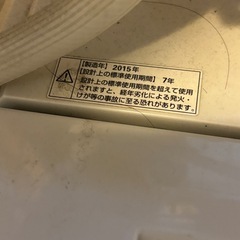 【製造年】2015年
【設計上の標準使用期間】7年
設計上の標準使用期間を超えて使用
されますと、経年劣化による発火・
けが等の事故に至る恐れがあります。